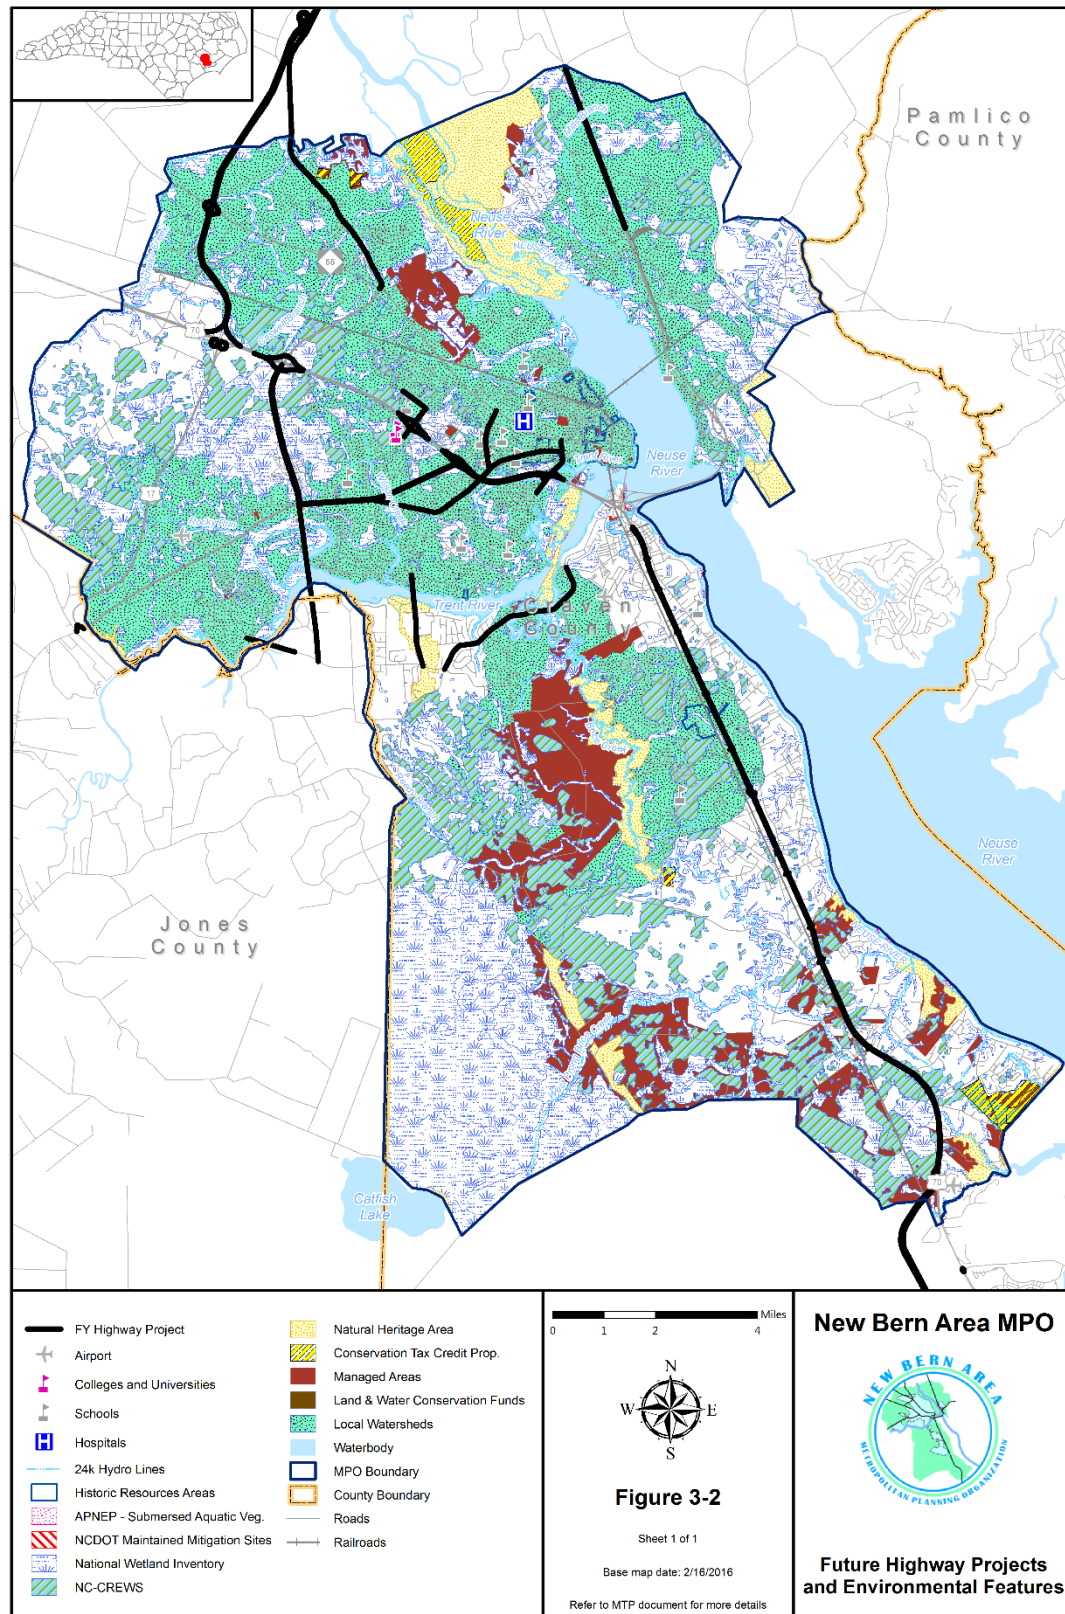 Pamlico
County
Neuse
River
55
70
17
Neuse
River
Trent River
Craven
County
Neuse
River
Jones
County
Catfish
Lake
70
FY Highway Project
Airport
Colleges and Universities
Schools
H
Hospitals
24k Hydro Lines
Historic Resources Areas
APNEP - Submersed Aquatic Veg.
NCDOT Maintained Mitigation Sites
National Wetland Inventory
NC-CREWS
Natural Heritage Area
Conservation Tax Credit Prop.
Managed Areas
Land & Water Conservation Funds
Local Watersheds
Waterbody
MPO Boundary
County Boundary
Roads
Railroads
Miles
0 1 2 4
N
W E
S
Figure 3-2
Sheet 1 of 1
Base map date: 2/16/2016
Refer to MTP document for more details
New Bern Area MPO
NEW BERN AREA
METROPOLITAN PLANNING ORGANIZATION
Future Highway Projects
and Environmental Features